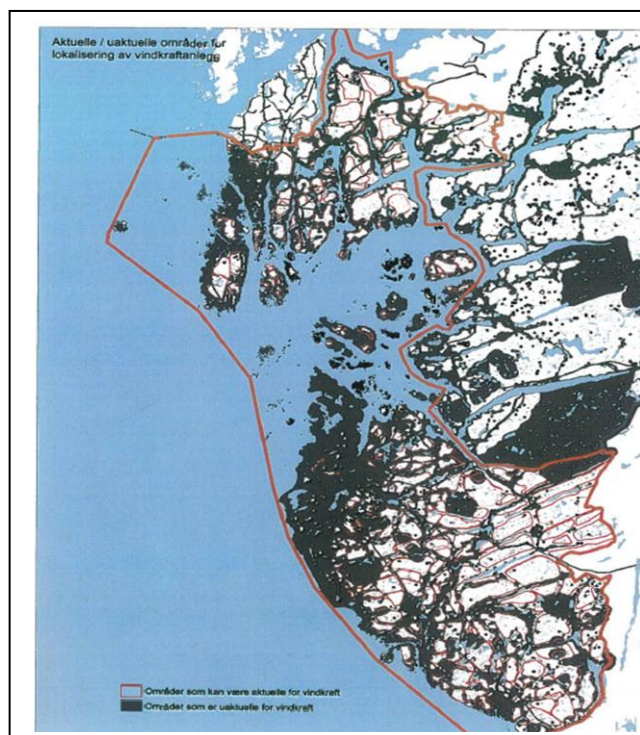 Aktuelle / uaktuelle områder for
lokalisering av vindkraftanlegg
Områder som kan være aktuelle for vindkraft
Områder som er uaktuelle for vindkraft